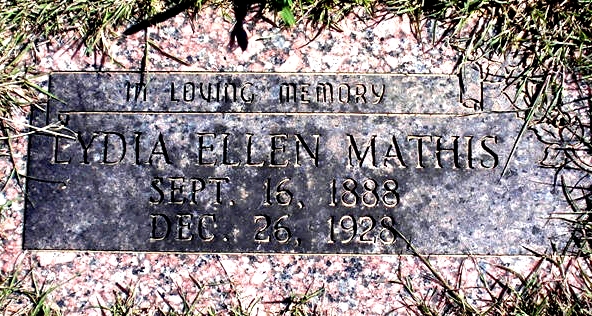 IN LOVING MEMORY
LYDIA ELLEN MATHIS
SEPT. 16, 1888
DEC. 26, 1928